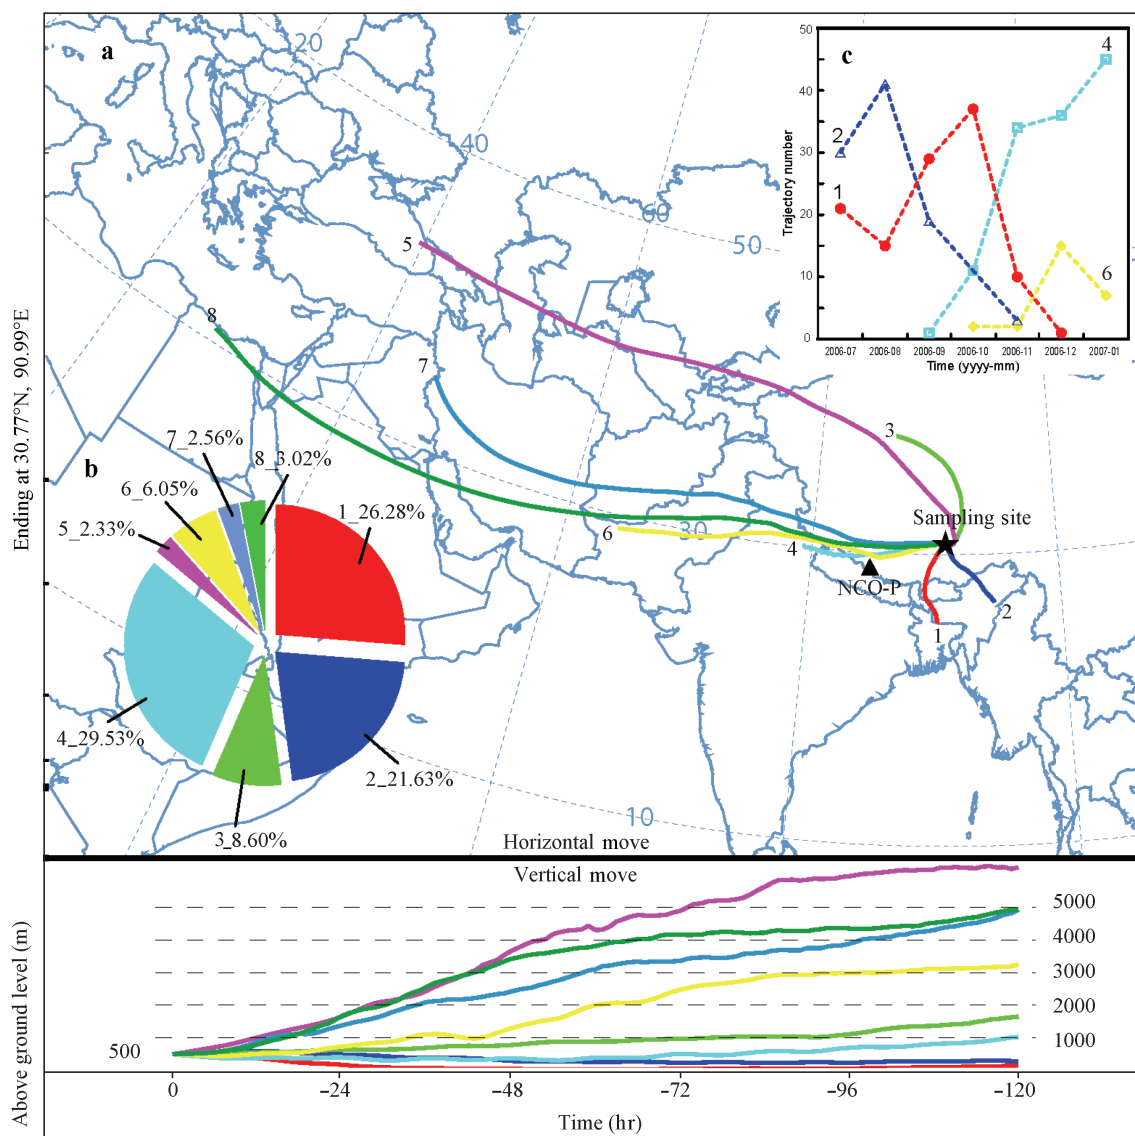 a
20
40
60
50
30
10
5
8
7
3
6
4
Sampling site
NCO-P
1
2
Ending at 30.77°N, 90.99°E
b
7_2.56%
8_3.02%
6_6.05%
5_2.33%
1_26.28%
4_29.53%
2_21.63%
3_8.60%
Horizontal move
c
50
40
30
20
10
0
Trajectory number
4
2
1
6
2006-07 2006-08 2006-09 2006-10 2006-11 2006-12 2007-01
Time (yyyy-mm)
Vertical move
Above ground level (m)
5000
4000
3000
2000
1000
500
0 −24 −48 −72 −96 −120
Time (hr)